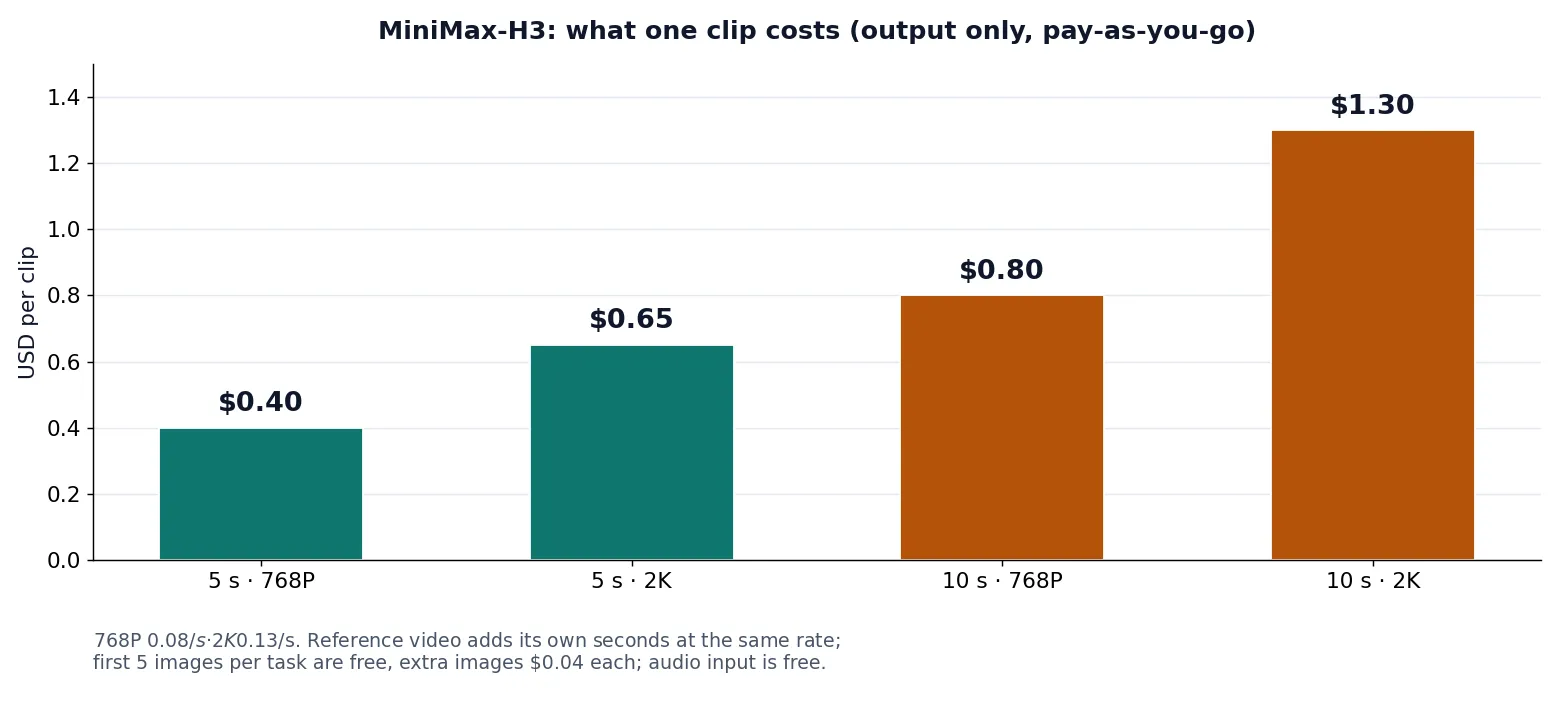 MiniMax-H3: what one clip costs (output only, pay-as-you-go)
USD per clip
1.4
1.2
1.0
0.8
0.6
0.4
0.2
0.0
$0.40
$0.65
$0.80
$1.30
5 s · 768P
5 s · 2K
10 s · 768P
10 s · 2K
768P 0.08/s·2K0.13/s. Reference video adds its own seconds at the same rate;
first 5 images per task are free, extra images $0.04 each; audio input is free.